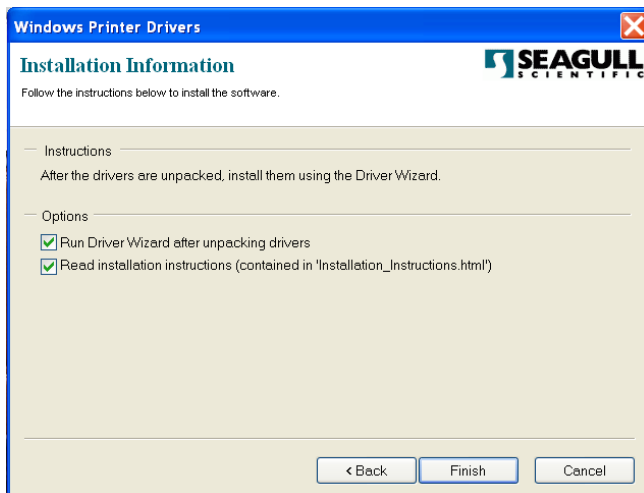 Windows Printer Drivers
Installation Information
SEAGULL
SCIENTIFIC
Follow the instructions below to install the software.
Instructions
After the drivers are unpacked, install them using the Driver Wizard.
Options
Run Driver Wizard after unpacking drivers
Read installation instructions (contained in 'Installation_Instructions.html')
< Back
Finish
Cancel